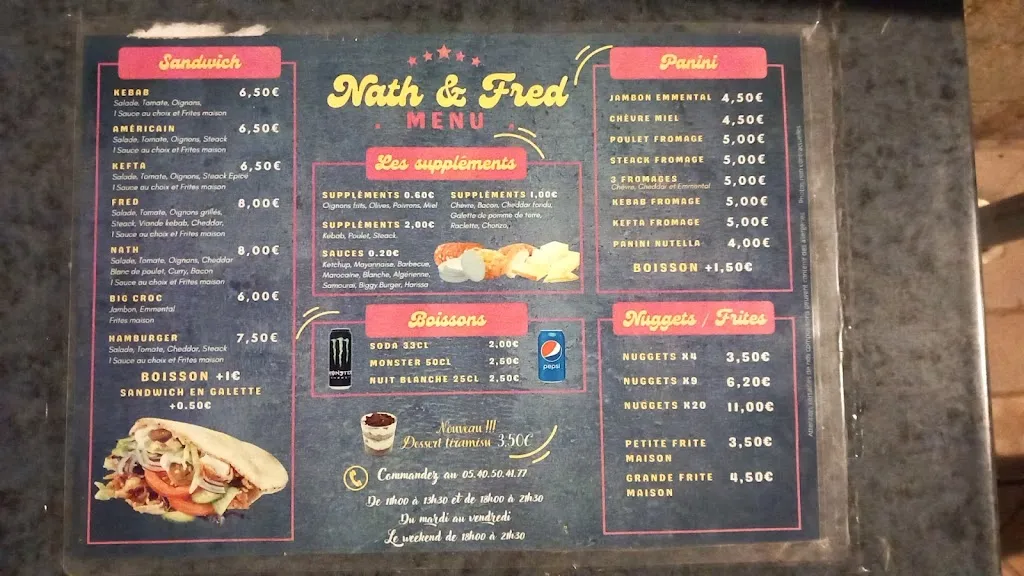 Sandwich
KEBAB 6,50€
Salade, Tomate, Oignons,
1 Sauce au choix et Frites maison
AMÉRICAIN 6,50€
Salade, Tomate, Oignons, Steack
1 Sauce au choix et Frites maison
KEFTA 6,50€
Salade, Tomate, Oignons, Steack Epicé
1 Sauce au choix et Frites maison
FRED 8,00€
Salade, Tomate, Oignons grillés,
Steack, Viande kebab, Cheddar,
1 Sauce au choix et Frites maison
NATH 8,00€
Salade, Tomate, Oignons, Cheddar
Blanc de poulet, Curry, Bacon
1 Sauce au choix et Frites maison
BIG CROC 6,00€
Jambon, Emmental
Frites maison
HAMBURGER 7,50€
Salade, Tomate, Cheddar, Steack
1 Sauce au choix et Frites maison
BOISSON +1€
SANDWICH EN GALETTE
+0.50€
Nath & Fred
MENU
Les suppléments
SUPPLÉMENTS 0.60€
Oignons frits, Olives, Poivrons, Miel
SUPPLÉMENTS 2,00€
Kebab, Poulet, Steack
SAUCES 0.20€
Ketchup, Mayonnaise, Barbecue,
Marocaine, Blanche, Algérienne,
Samouraï, Biggy Burger, Harissa
SUPPLÉMENTS 1,00€
Chèvre, Bacon, Cheddar fondu,
Galette de pomme de terre,
Raclette, Chorizo,
Boissons
SODA 33CL 2,00€
MONSTER 50CL 2,50€
NUIT BLANCHE 25CL 2,50€
MONSTER
pepsi
Nouveau !!!
Dessert tiramisu 3,50€
Commandez au 05.40.50.41.77
De 11h00 à 13h30 et de 18h00 à 21h30
Du mardi au vendredi
Le weekend de 18h00 à 21h30
Panini
JAMBON EMMENTAL 4,50€
CHÈVRE MIEL 4,50€
POULET FROMAGE 5,00€
STEACK FROMAGE 5,00€
3 FROMAGES 5,00€
Chèvre, Cheddar et Emmental
KEBAB FROMAGE 5,00€
KEFTA FROMAGE 5,00€
PANINI NUTELLA 4,00€
BOISSON +1,50€
Nuggets / Frites
NUGGETS X4 3,50€
NUGGETS X9 6,20€
NUGGETS X20 11,00€
PETITE FRITE 3,50€
MAISON
GRANDE FRITE 4,50€
MAISON